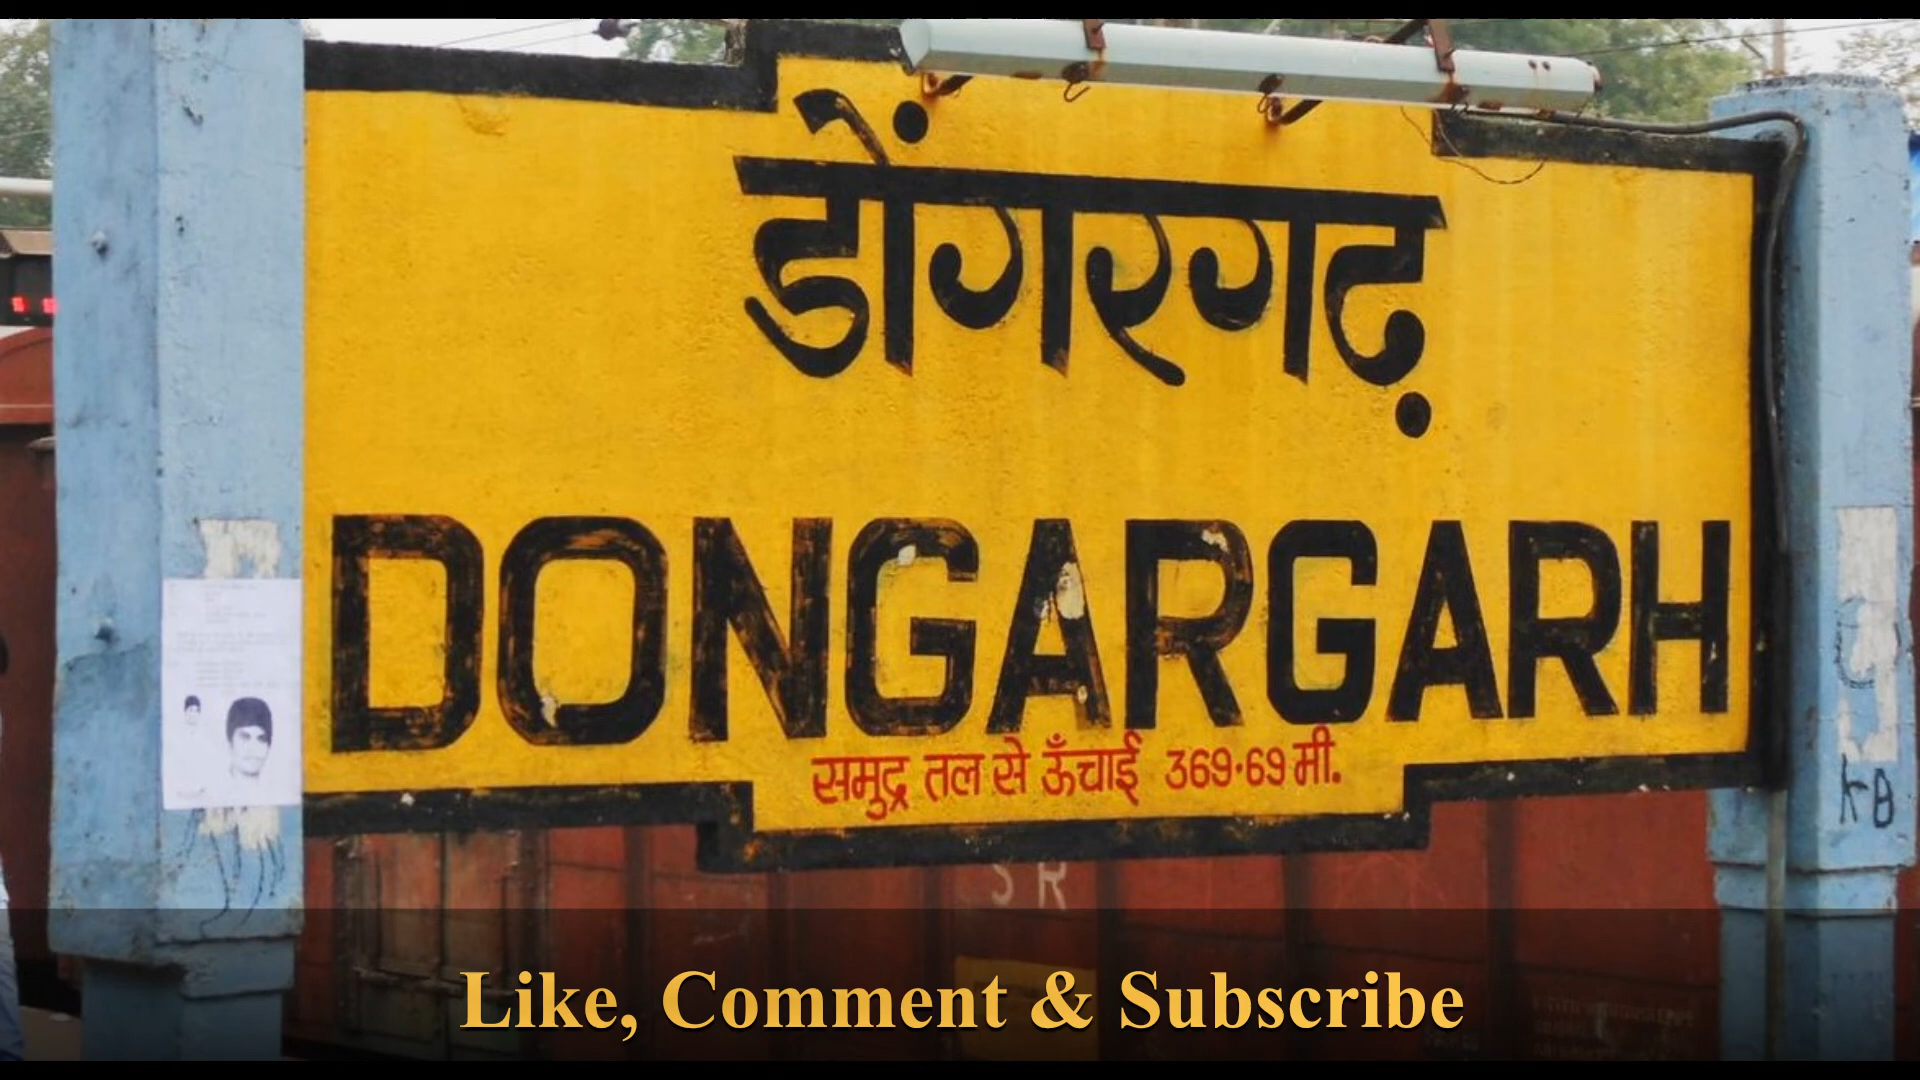 डोंगरगढ़
DONGARGARH
समुद्र तल से ऊँचाई 369·69 मी.
S R
Like, Comment & Subscribe